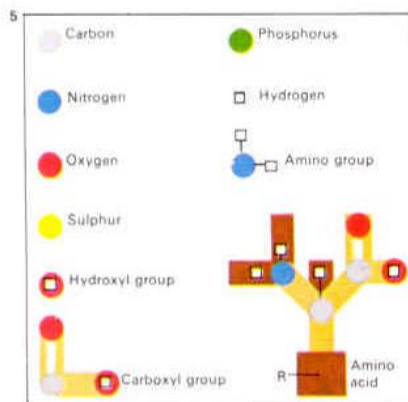 5
Carbon
Phosphorus
Nitrogen
Hydrogen
Oxygen
Amino group
Sulphur
Hydroxyl group
Carboxyl group
R
Amino
acid